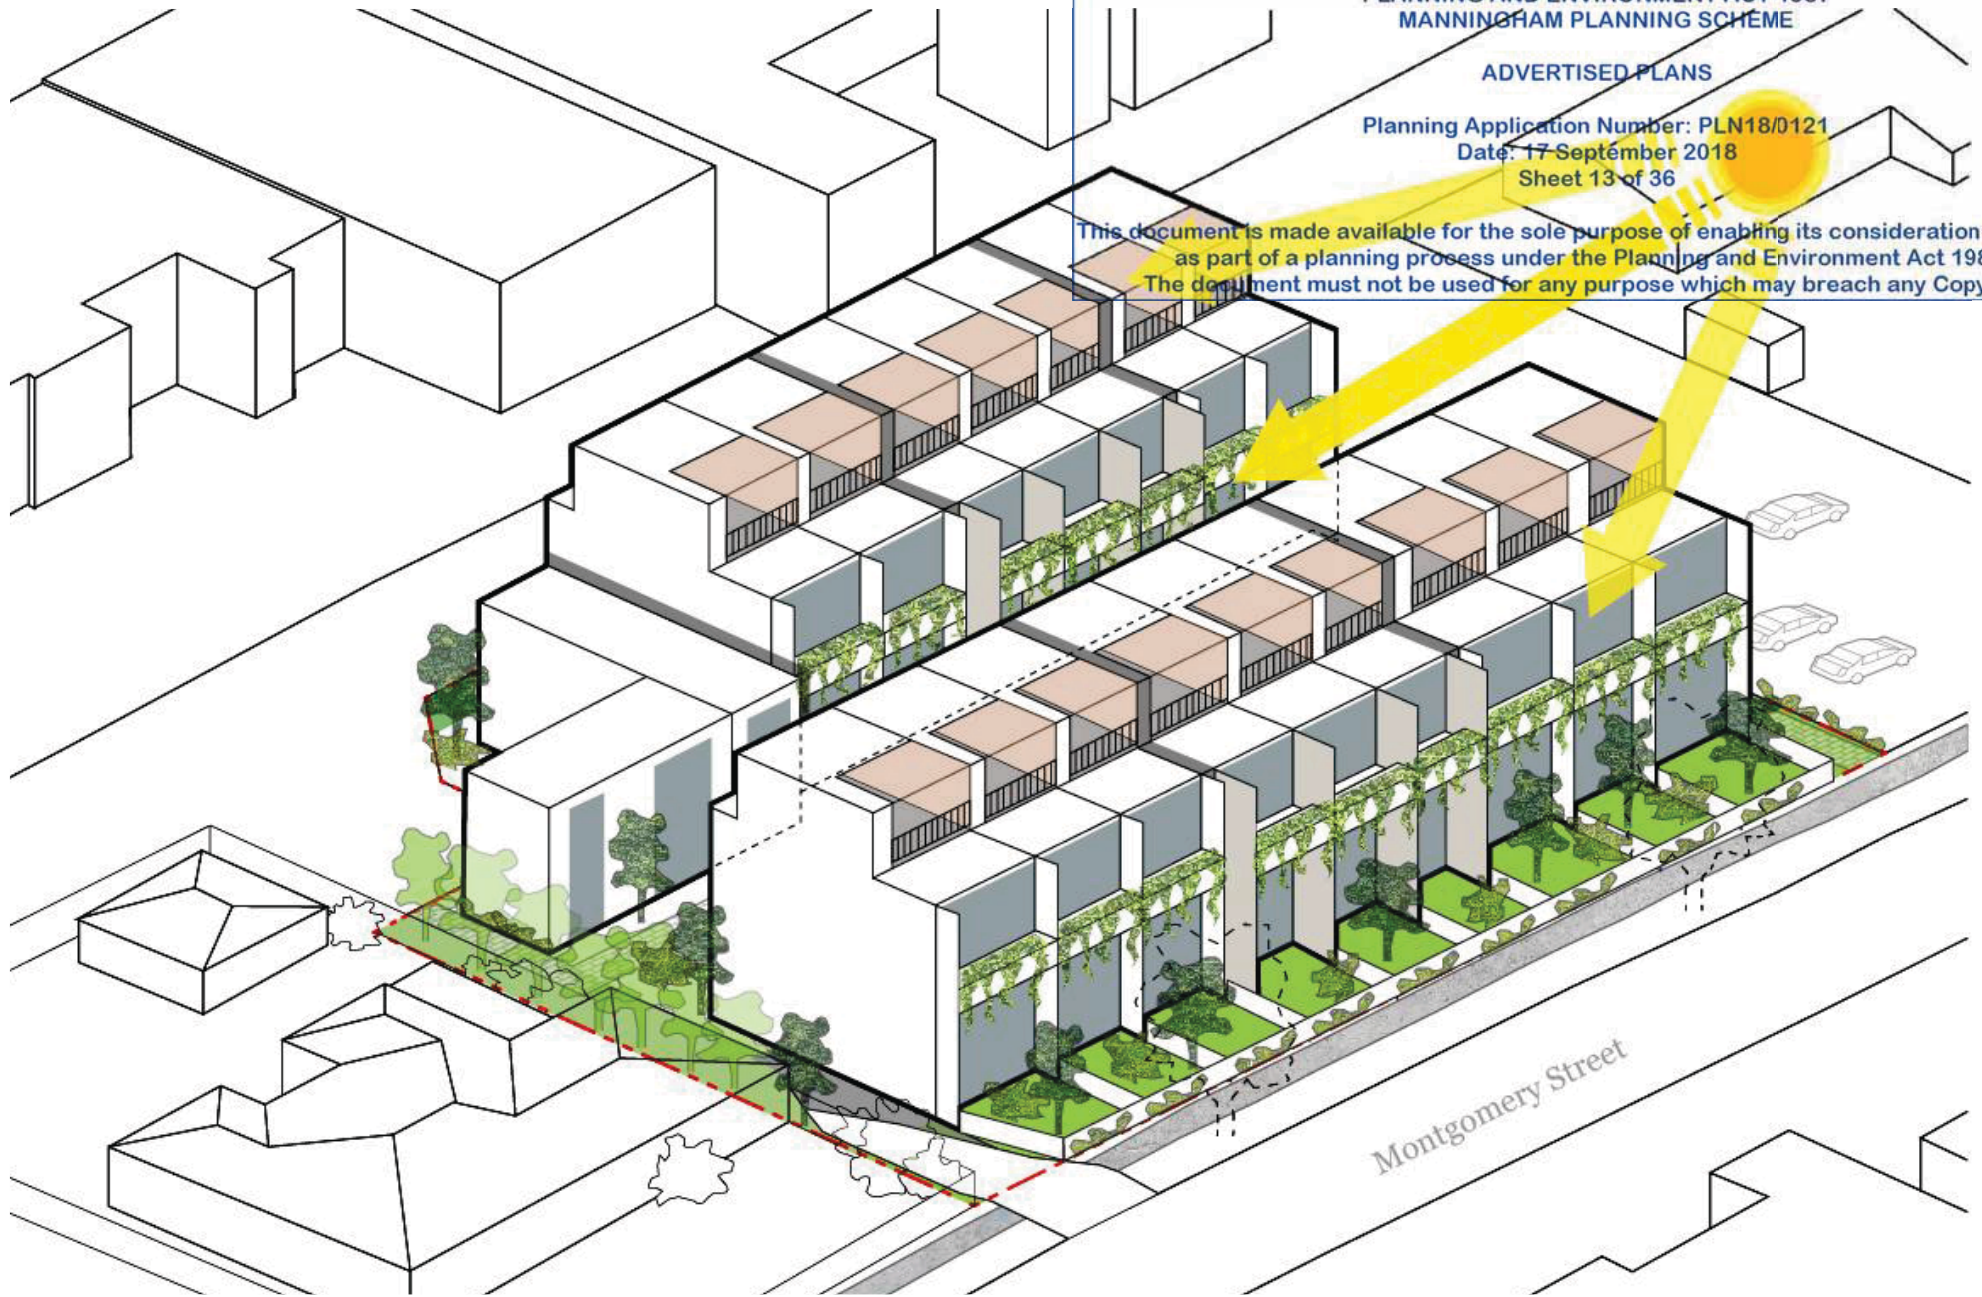 MANNINGHAM PLANNING SCHEME
ADVERTISED PLANS
Planning Application Number: PLN18/0121
Date: 17 September 2018
Sheet 13 of 36
This document is made available for the sole purpose of enabling its consideration
as part of a planning process under the Planning and Environment Act 198
The document must not be used for any purpose which may breach any Copy
Montgomery Street